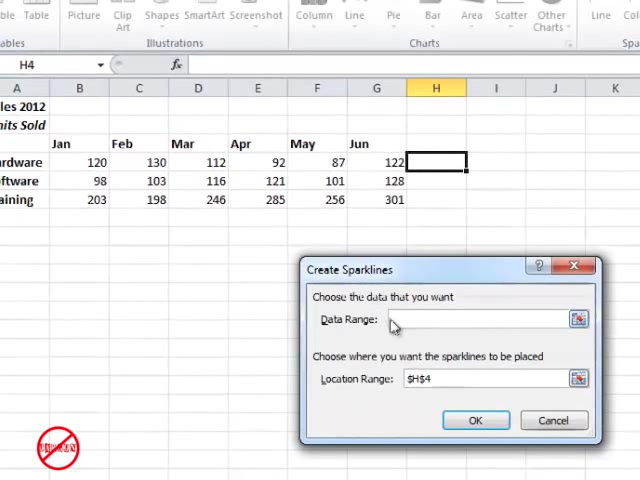 Table Picture Clip Shapes SmartArt Screenshot Column Line Pie Bar Area Scatter Other Line
Art Charts
Illustrations Charts
H4 fx
A B C D E F G H I J K
les 2012
nits Sold
Jan Feb Mar Apr May Jun
rdware 120 130 112 92 87 122
oftware 98 103 116 121 101 128
aining 203 198 246 285 256 301
Create Sparklines
Choose the data that you want
Data Range:
Choose where you want the sparklines to be placed
Location Range: $H$4
OK Cancel